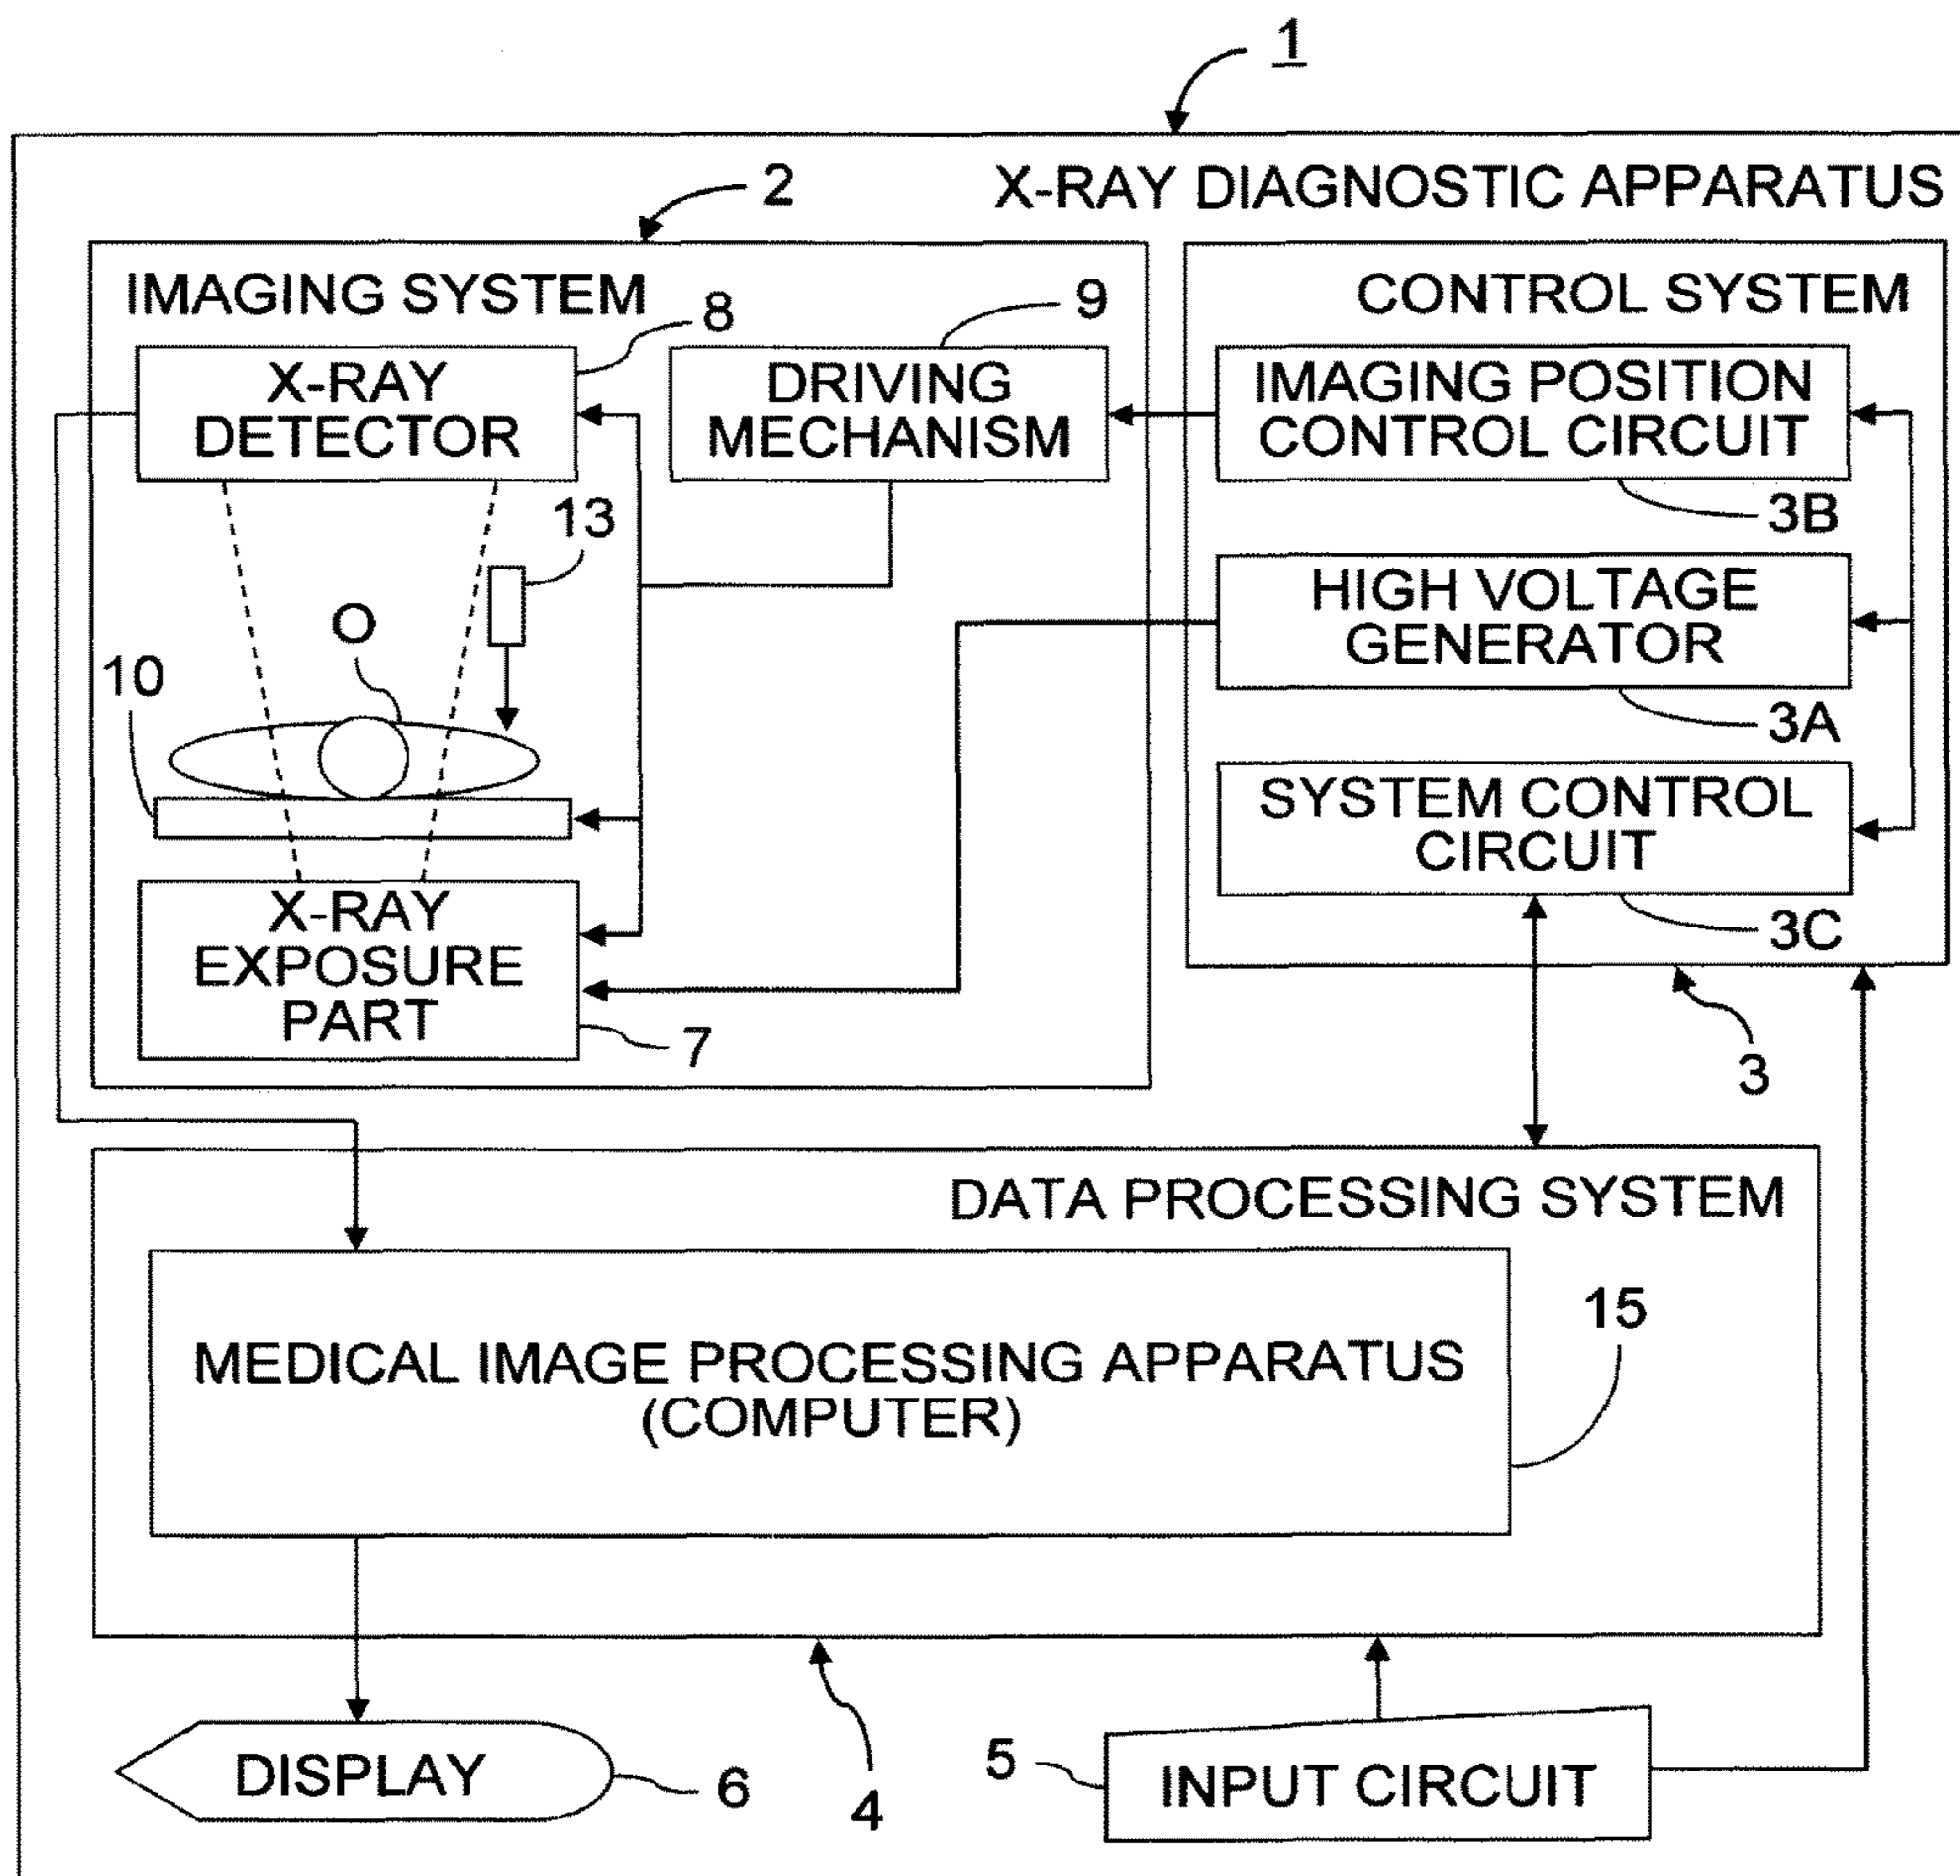 1
X-RAY DIAGNOSTIC APPARATUS
2
IMAGING SYSTEM
8
X-RAY
DETECTOR
9
DRIVING
MECHANISM
13
O
10
X-RAY
EXPOSURE
PART
7
CONTROL SYSTEM
IMAGING POSITION
CONTROL CIRCUIT
3B
HIGH VOLTAGE
GENERATOR
3A
SYSTEM CONTROL
CIRCUIT
3C
3
DATA PROCESSING SYSTEM
MEDICAL IMAGE PROCESSING APPARATUS
(COMPUTER)
15
DISPLAY
6
4
5
INPUT CIRCUIT